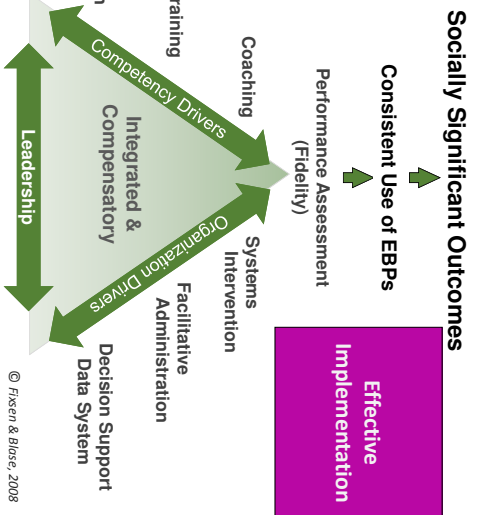 Socially Significant Outcomes
Consistent Use of EBPs
Performance Assessment
(Fidelity)
Effective
Implementation
Coaching
Systems
Intervention
Competency Drivers
Organization Drivers
Facilitative
Administration
Integrated &
Compensatory
Decision Support
Data System
Leadership
© Fixsen & Blase, 2008